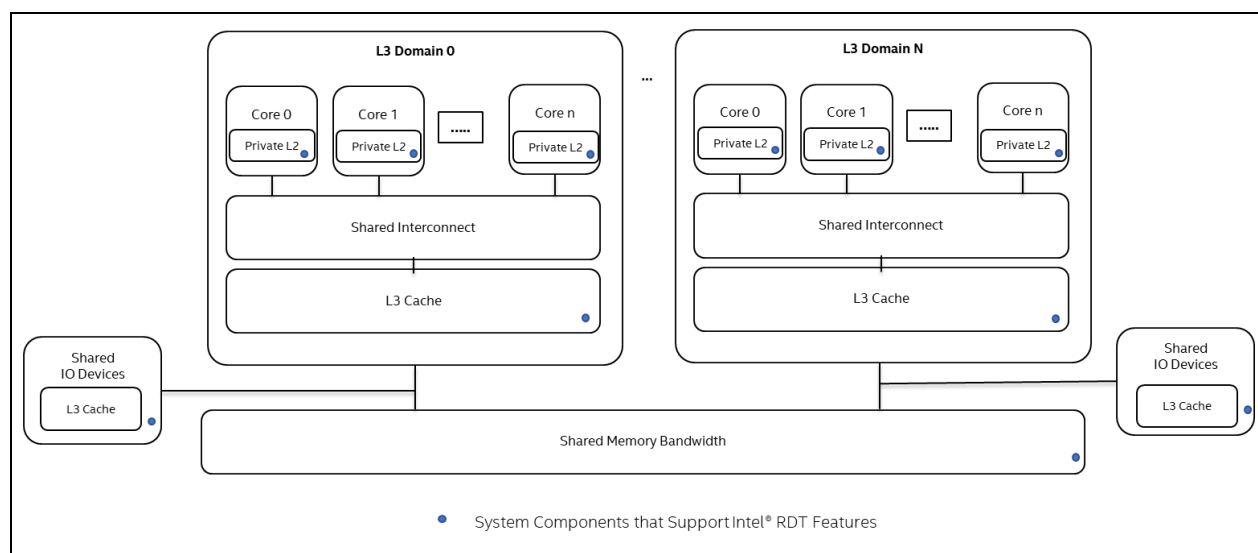 L3 Domain 0
Core 0
Private L2
Core 1
Private L2
.....
Core n
Private L2
Shared Interconnect
L3 Cache
...
L3 Domain N
Core 0
Private L2
Core 1
Private L2
.....
Core n
Private L2
Shared Interconnect
L3 Cache
Shared
IO Devices
L3 Cache
Shared
IO Devices
L3 Cache
Shared Memory Bandwidth
System Components that Support Intel® RDT Features